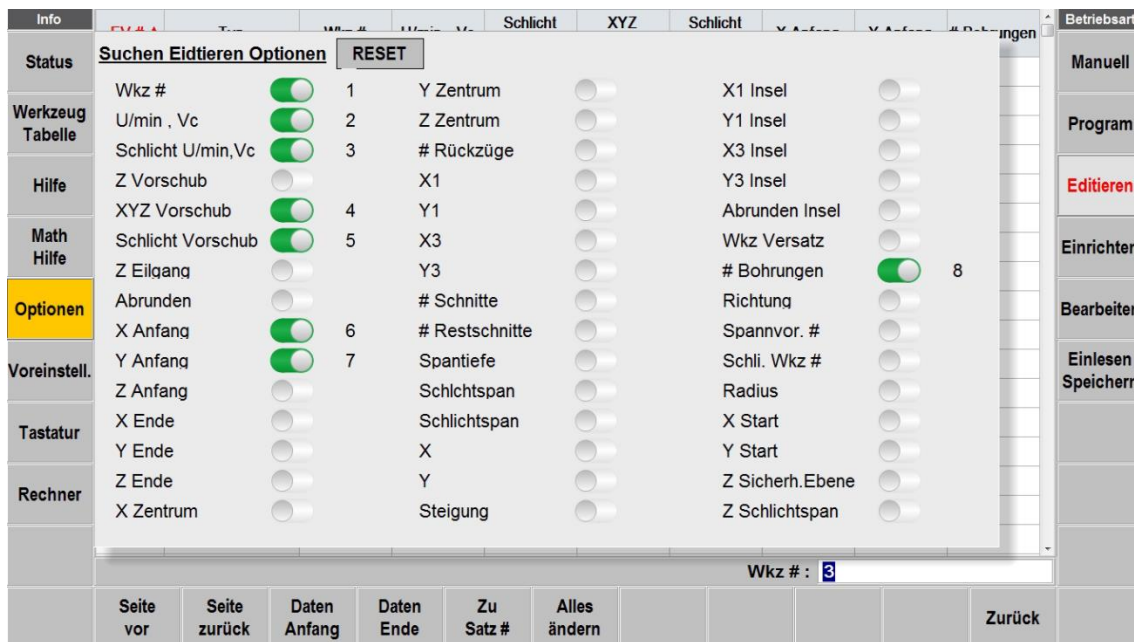 Info
Status
Werkzeug
Tabelle
Hilfe
Math
Hilfe
Optionen
Voreinstell.
Tastatur
Rechner
Schlicht
XYZ
Schlicht
# Bohrungen
Suchen Eidtieren Optionen
RESET
Wkz # 1
U/min , Vc 2
Schlicht U/min,Vc 3
Z Vorschub
XYZ Vorschub 4
Schlicht Vorschub 5
Z Eilgang
Abrunden
X Anfang 6
Y Anfang 7
Z Anfang
X Ende
Y Ende
Z Ende
X Zentrum
Y Zentrum
Z Zentrum
# Rückzüge
X1
Y1
X3
Y3
# Schnitte
# Restschnitte
Spantiefe
Schlchtspan
Schlichtspan
X
Y
Steigung
X1 Insel
Y1 Insel
X3 Insel
Y3 Insel
Abrunden Insel
Wkz Versatz
# Bohrungen 8
Richtung
Spannvor. #
Schli. Wkz #
Radius
X Start
Y Start
Z Sicherh.Ebene
Z Schlichtspan
Wkz # : 3
Betriebsart
Manuell
Program
Editieren
Einrichten
Bearbeiten
Einlesen
Speichern
Seite
vor
Seite
zurück
Daten
Anfang
Daten
Ende
Zu
Satz #
Alles
ändern
Zurück